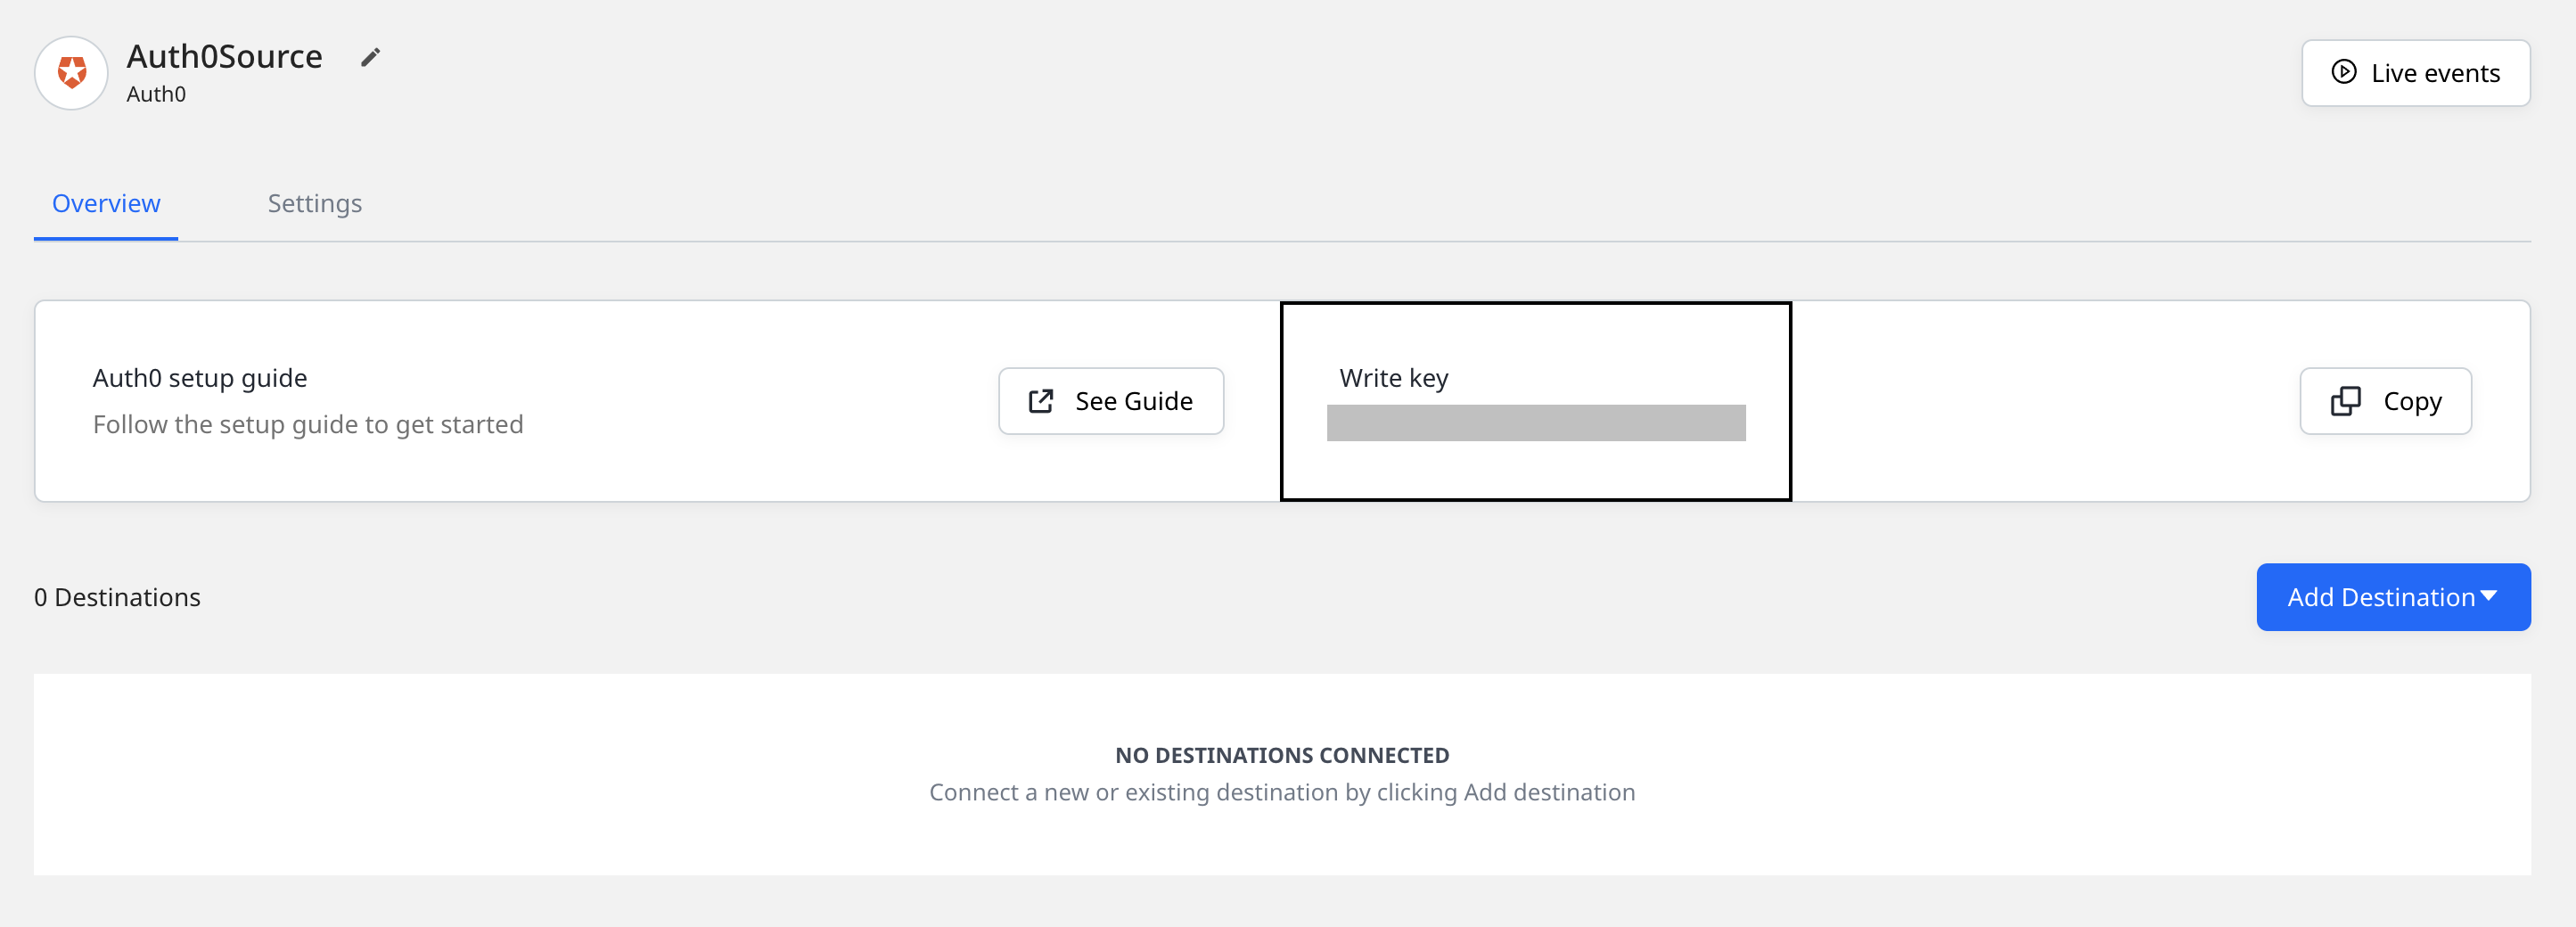 Auth0Source
Auth0
Live events
Overview
Settings
Auth0 setup guide
Follow the setup guide to get started
See Guide
Write key
Copy
0 Destinations
Add Destination
NO DESTINATIONS CONNECTED
Connect a new or existing destination by clicking Add destination